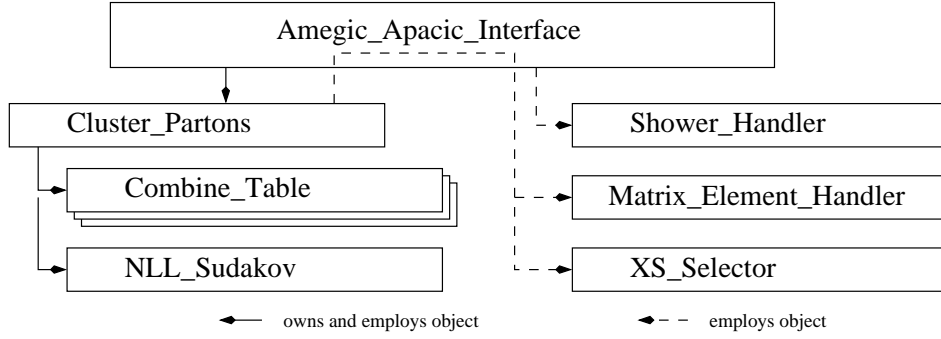 Amegic_Apacic_Interface
Cluster_Partons
Shower_Handler
Combine_Table
Matrix_Element_Handler
NLL_Sudakov
XS_Selector
owns and employs object
employs object